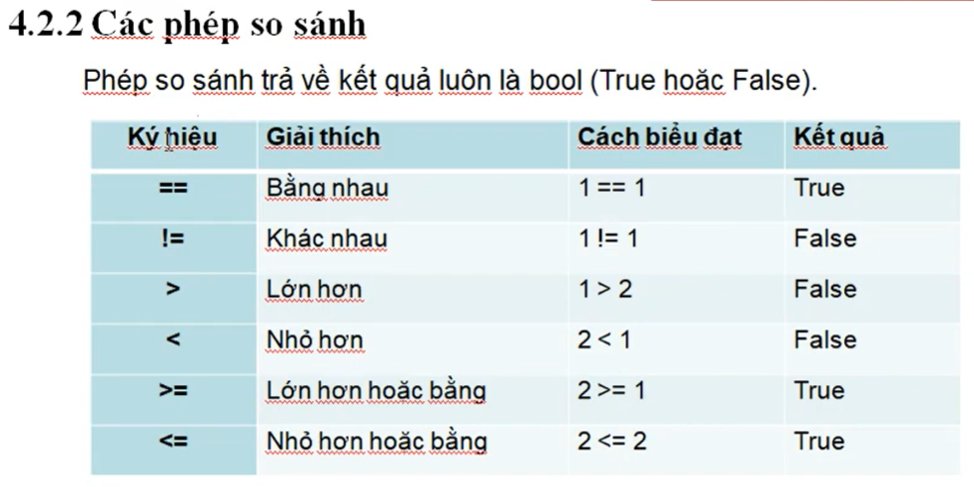 4.2.2 Các phép so sánh
Phép so sánh trả về kết quả luôn là bool (True hoặc False).
Ký hiệu Giải thích Cách biểu đạt Kết quả
== Bằng nhau 1 == 1 True
!= Khác nhau 1 != 1 False
> Lớn hơn 1 > 2 False
< Nhỏ hơn 2 < 1 False
>= Lớn hơn hoặc bằng 2 >= 1 True
<= Nhỏ hơn hoặc bằng 2 <= 2 True